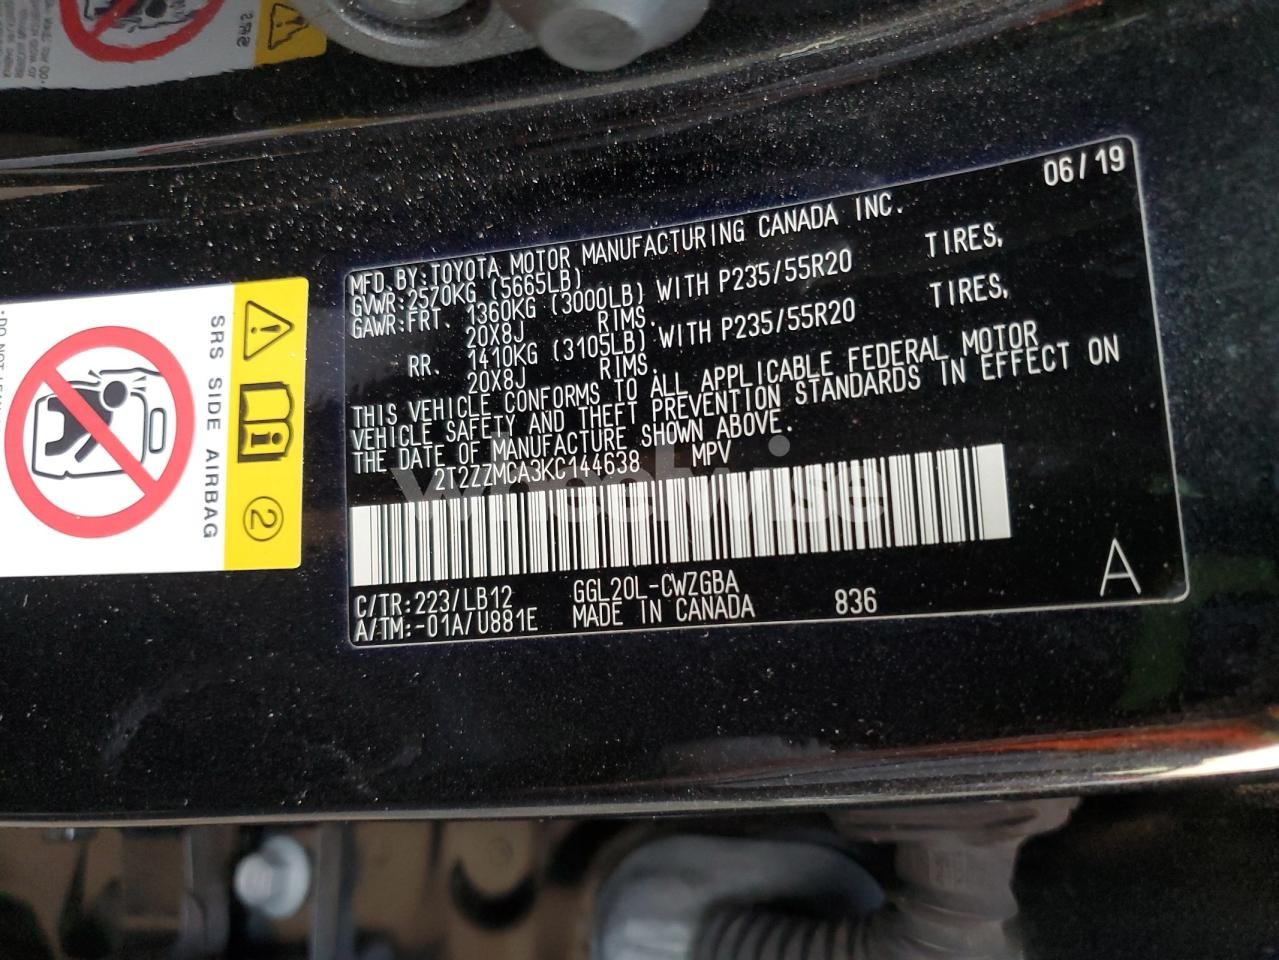 06/19
MFD.BY:TOYOTA MOTOR MANUFACTURING CANADA INC.
GVWR:2570KG (5665LB)
GAWR:FRT. 1360KG (3000LB) WITH P235/55R20 TIRES,
20X8J RIMS.
RR. 1410KG (3105LB) WITH P235/55R20 TIRES,
20X8J RIMS.
THIS VEHICLE CONFORMS TO ALL APPLICABLE FEDERAL MOTOR
VEHICLE SAFETY AND THEFT PREVENTION STANDARDS IN EFFECT ON
THE DATE OF MANUFACTURE SHOWN ABOVE.
2T2ZZMCA3KC144638 MPV
C/TR:223/LB12 GGL20L-CWZGBA
A/TM:-01A/U881E MADE IN CANADA 836 A
SRS SIDE AIRBAG
2
SRS
wheelwise